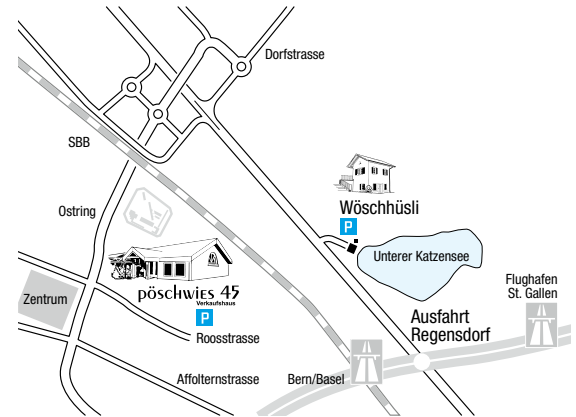 Dorfstrasse
SBB
Ostring
Wöschhüsli
P
Unterer Katzensee
Flughafen
St. Gallen
pöschwies 45
Verkaufshaus
P
Zentrum
Roosstrasse
Ausfahrt
Regensdorf
Affolternstrasse
Bern/Basel